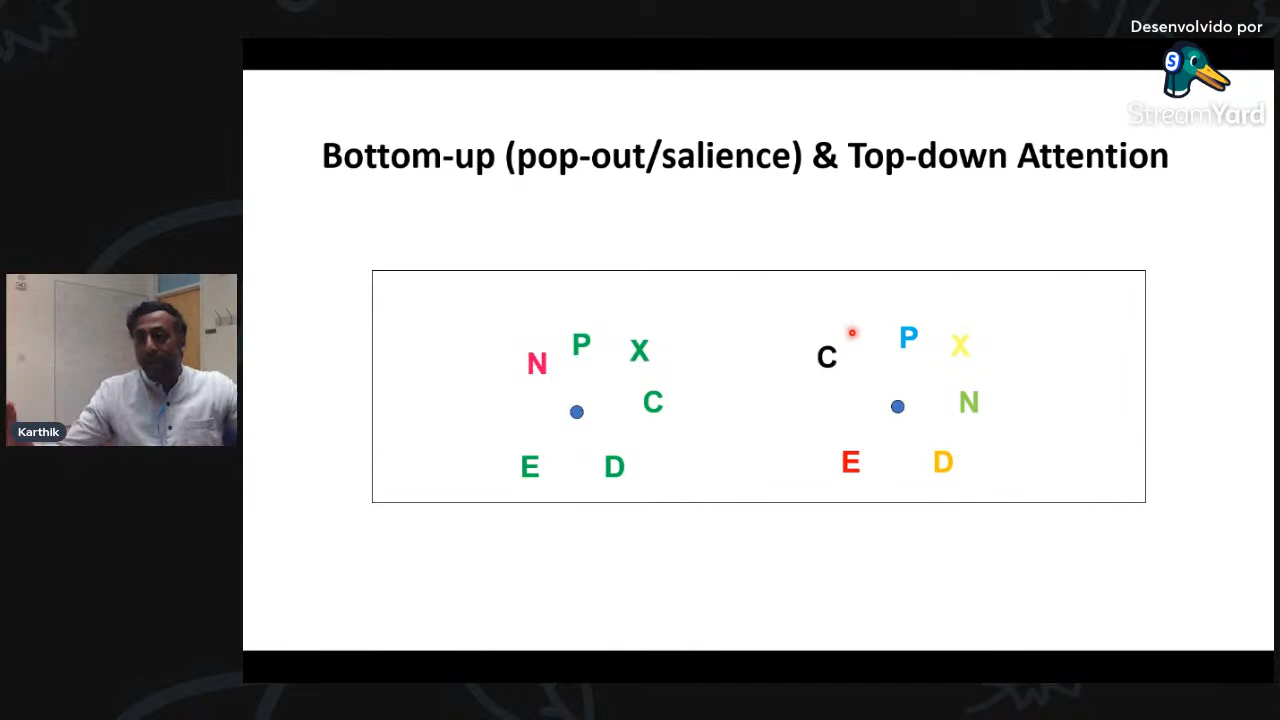 Desenvolvido por
S
StreamYard
Bottom-up (pop-out/salience) & Top-down Attention
N P X
C
E D
C P X
N
E D
Karthik